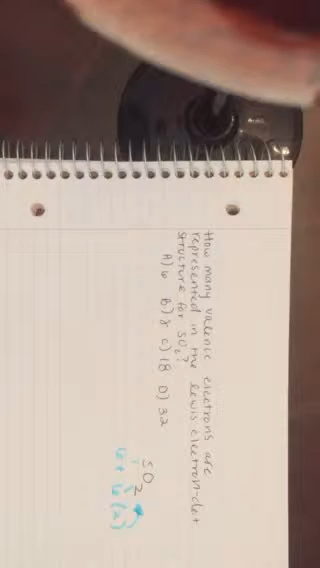 How many valence electrons are
represented in the lewis electron-dot
structure for SO2?
A) 6 B) 8 C) 18 D) 32
SO2
6 + 6(2)